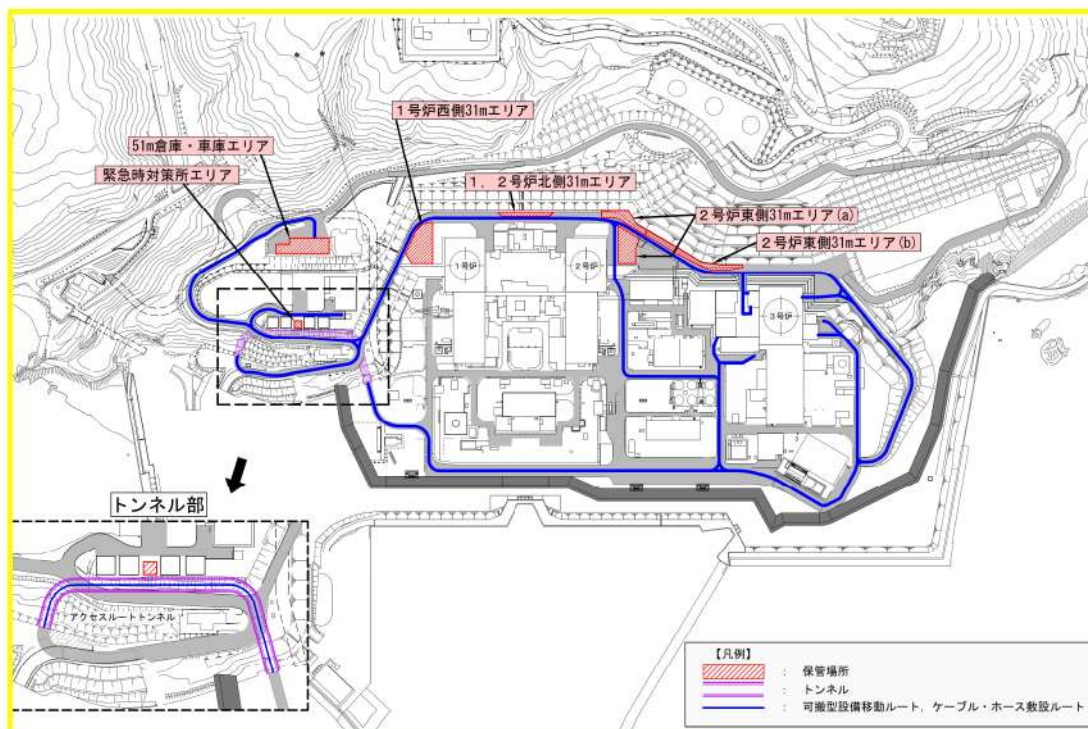 １号炉西側31mエリア
51m倉庫・車庫エリア
緊急時対策所エリア
１，２号炉北側31mエリア
２号炉東側31mエリア(a)
２号炉東側31mエリア(b)
１号炉
２号炉
３号炉
トンネル部
アクセスルートトンネル
【凡例】
： 保管場所
： トンネル
： 可搬型設備移動ルート，ケーブル・ホース敷設ルート